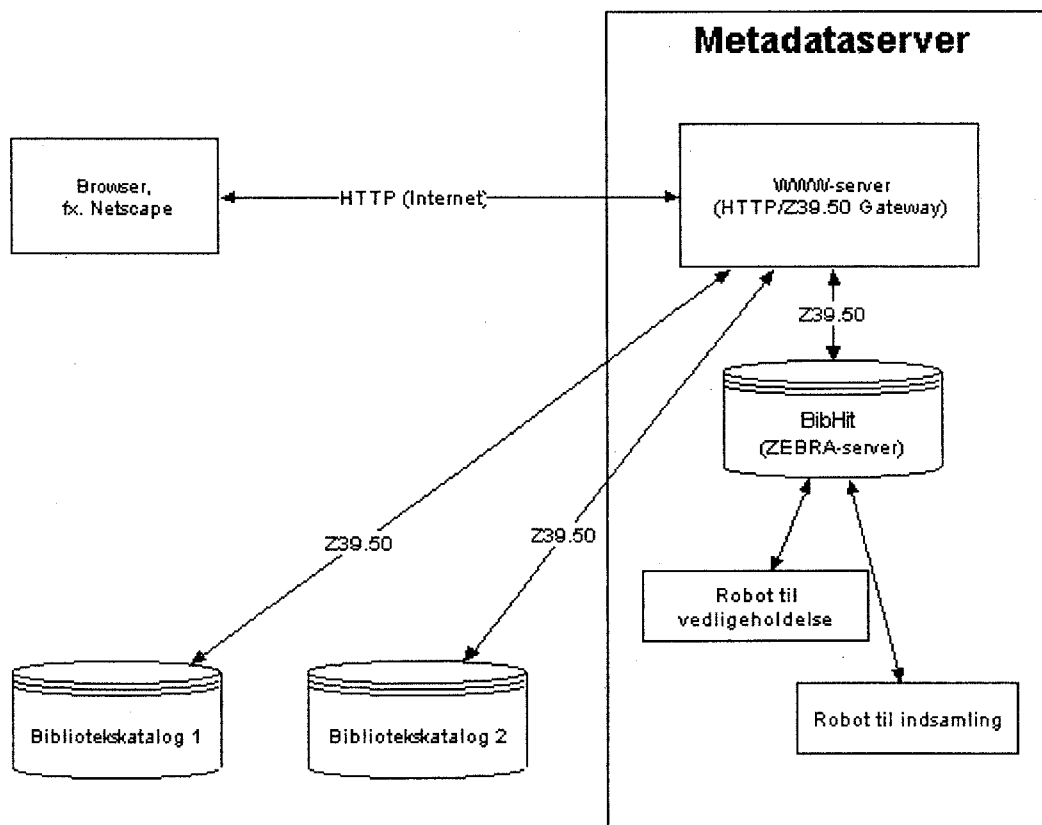 Metadataserver
Browser,
fx. Netscape
HTTP (Internet)
WWW-server
(HTTP/Z39.50 Gateway)
Z39.50
BibHit
(ZEBRA-server)
Z39.50
Z39.50
Robot til
vedligeholdelse
Robot til indsamling
Bibliotekskatalog 1
Bibliotekskatalog 2